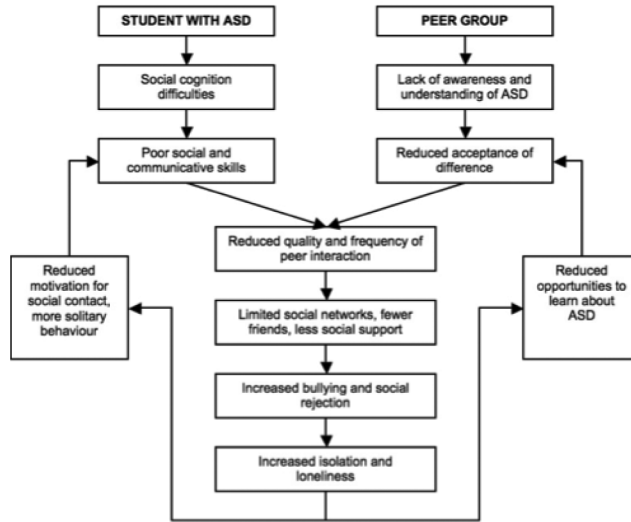 STUDENT WITH ASD
PEER GROUP
Social cognition
difficulties
Lack of awareness and
understanding of ASD
Poor social and
communicative skills
Reduced acceptance of
difference
Reduced quality and frequency of
peer interaction
Reduced
motivation for
social contact,
more solitary
behaviour
Limited social networks, fewer
friends, less social support
Reduced
opportunities to
learn about
ASD
Increased bullying and social
rejection
Increased isolation and
loneliness